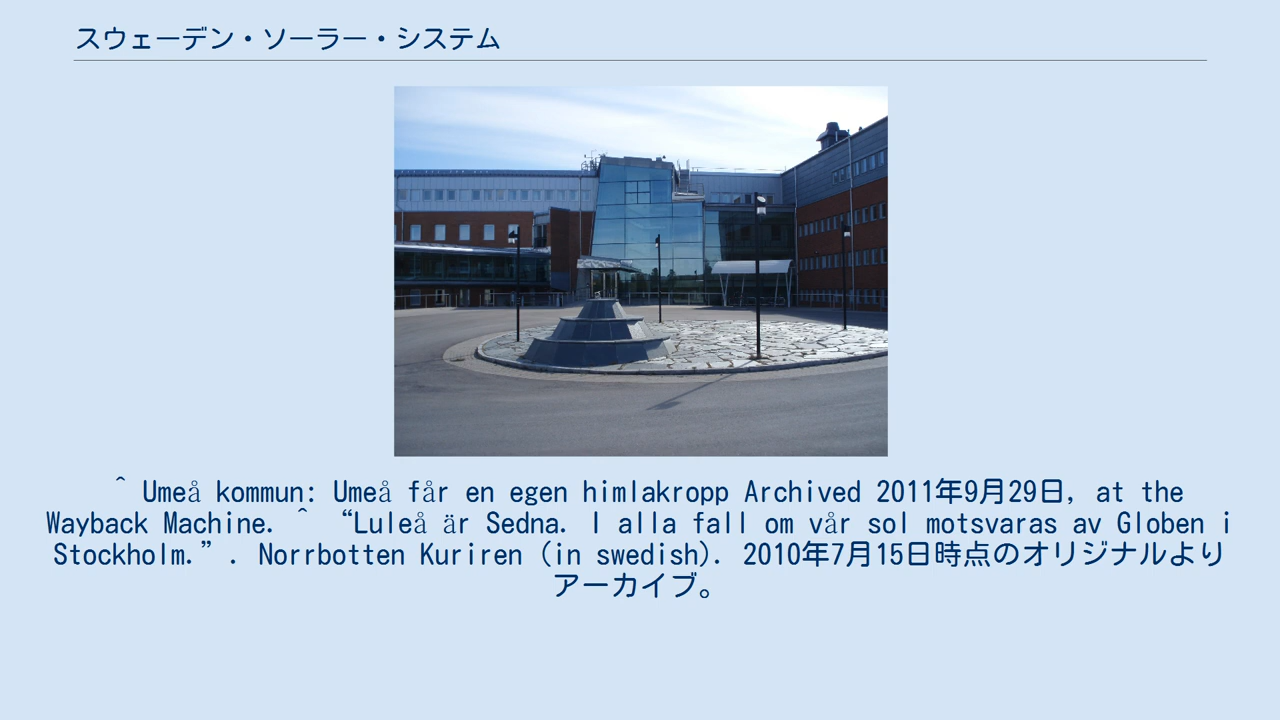 スウェーデン・ソーラー・システム
^ Umeå kommun: Umeå får en egen himlakropp Archived 2011年9月29日, at the
Wayback Machine. ^ “Luleå är Sedna. I alla fall om vår sol motsvaras av Globen i
Stockholm.”. Norrbotten Kuriren (in swedish). 2010年7月15日時点のオリジナルより
アーカイブ。